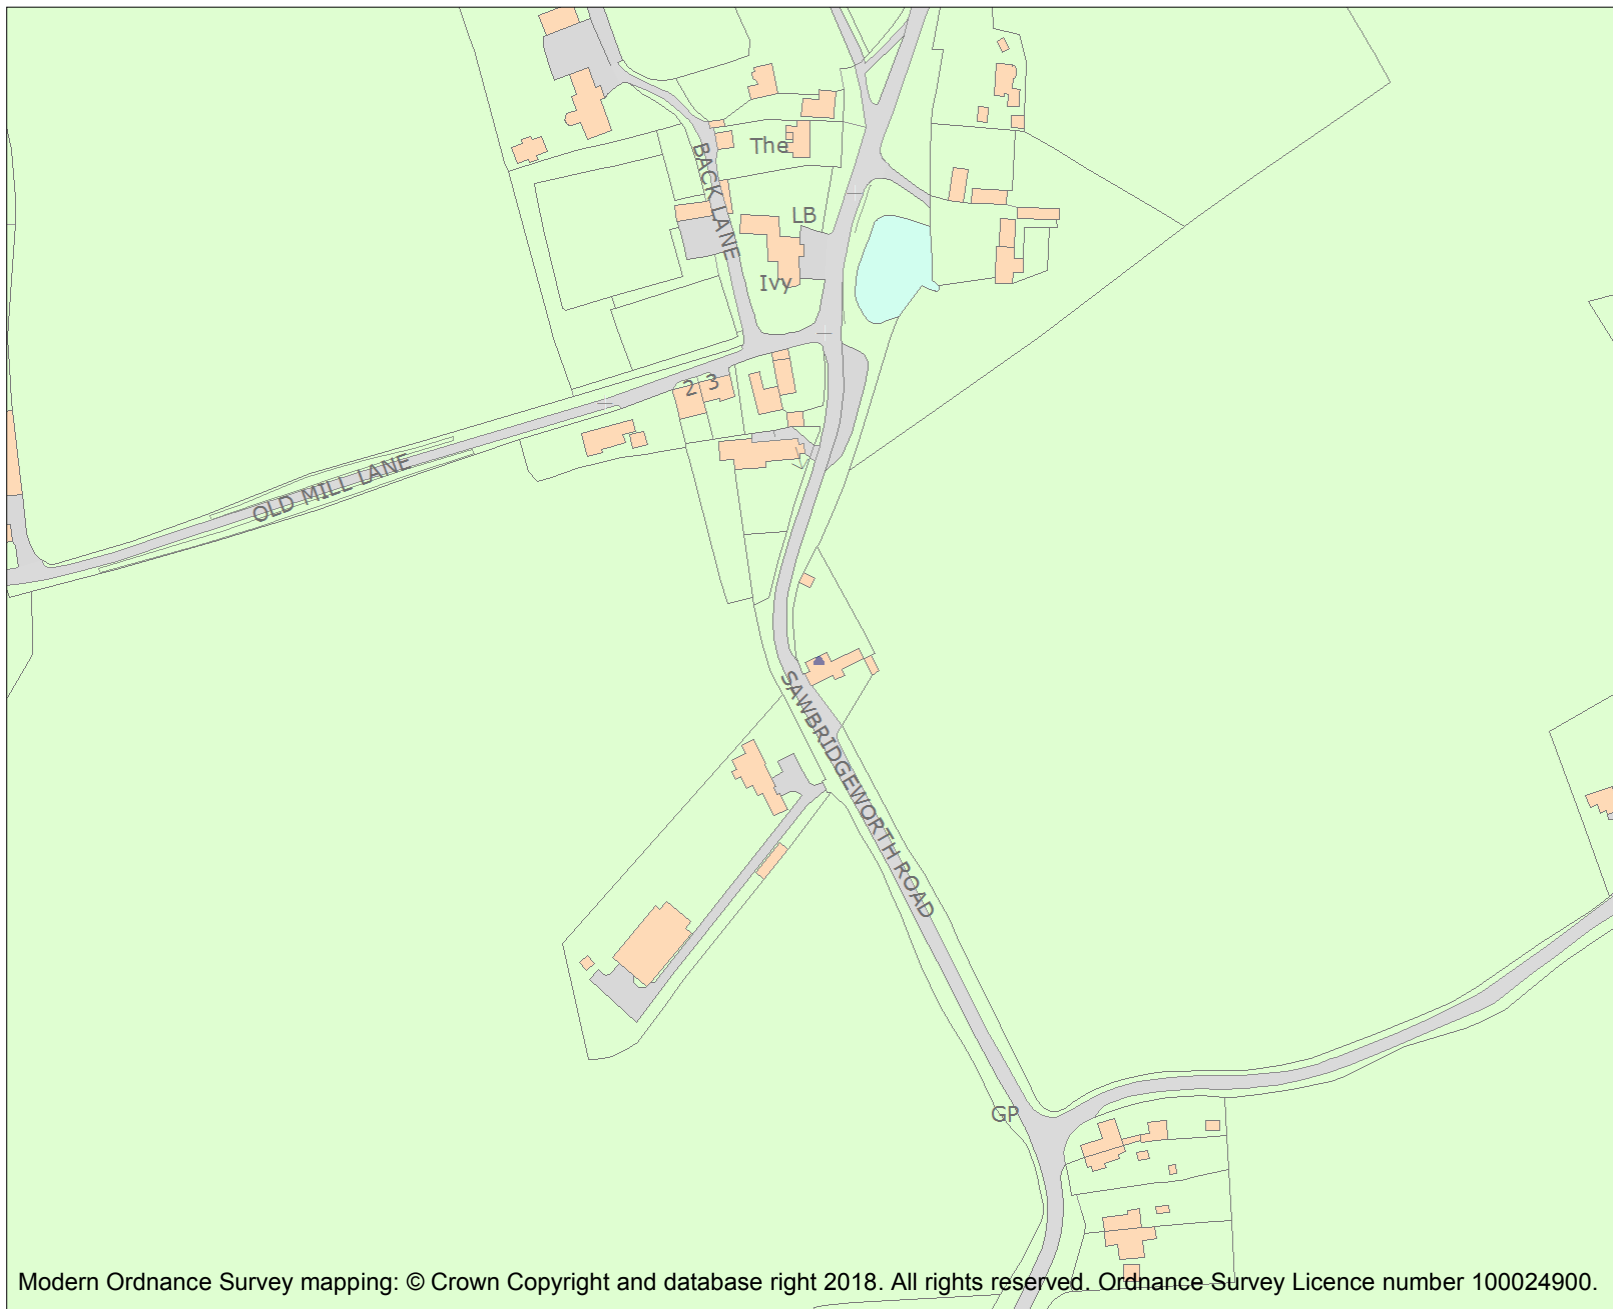 The
BACK LANE
LB
Ivy
2 3
OLD MILL LANE
SAWBRIDGEWORTH ROAD
GP
Modern Ordnance Survey mapping: © Crown Copyright and database right 2018. All rights reserved. Ordnance Survey Licence number 100024900.